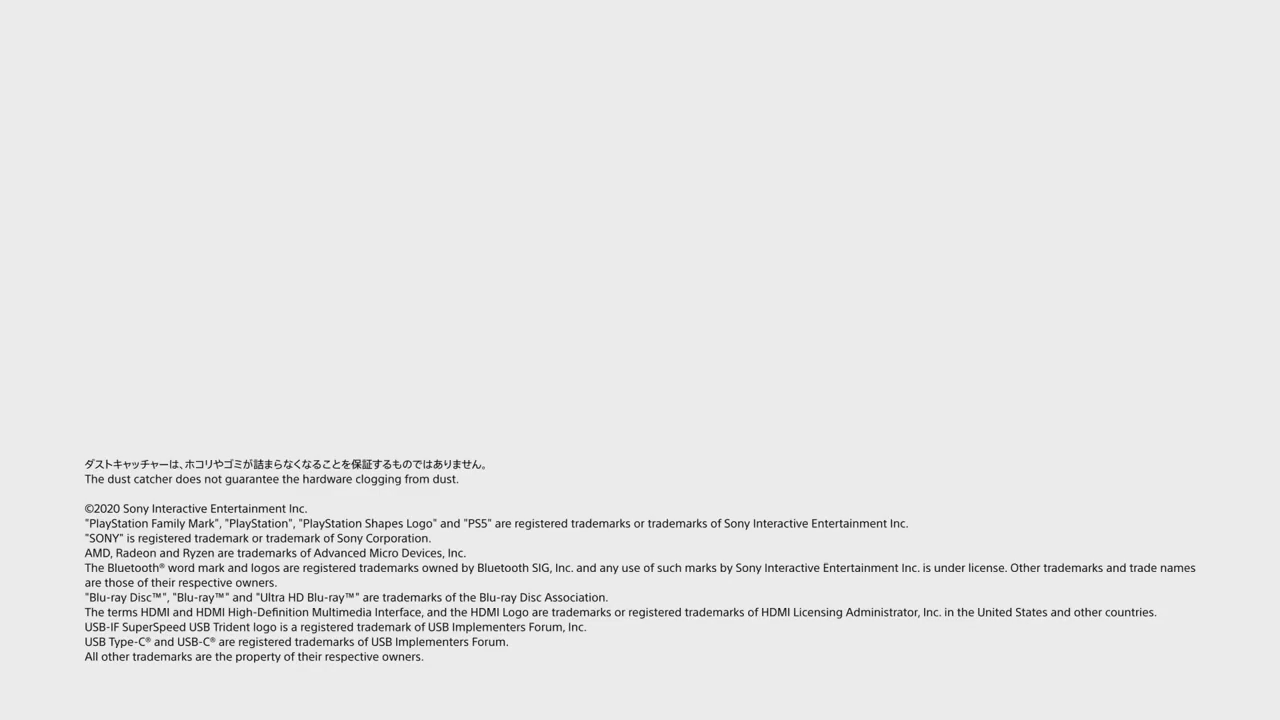 ダストキャッチャーは、ホコリやゴミが詰まらなくなることを保証するものではありません。
The dust catcher does not guarantee the hardware clogging from dust.
©2020 Sony Interactive Entertainment Inc.
"PlayStation Family Mark", "PlayStation", "PlayStation Shapes Logo" and "PS5" are registered trademarks or trademarks of Sony Interactive Entertainment Inc.
"SONY" is registered trademark or trademark of Sony Corporation.
AMD, Radeon and Ryzen are trademarks of Advanced Micro Devices, Inc.
The Bluetooth® word mark and logos are registered trademarks owned by Bluetooth SIG, Inc. and any use of such marks by Sony Interactive Entertainment Inc. is under license. Other trademarks and trade names
are those of their respective owners.
"Blu-ray Disc™", "Blu-ray™" and "Ultra HD Blu-ray™" are trademarks of the Blu-ray Disc Association.
The terms HDMI and HDMI High-Definition Multimedia Interface, and the HDMI Logo are trademarks or registered trademarks of HDMI Licensing Administrator, Inc. in the United States and other countries.
USB-IF SuperSpeed USB Trident logo is a registered trademark of USB Implementers Forum, Inc.
USB Type-C® and USB-C® are registered trademarks of USB Implementers Forum.
All other trademarks are the property of their respective owners.